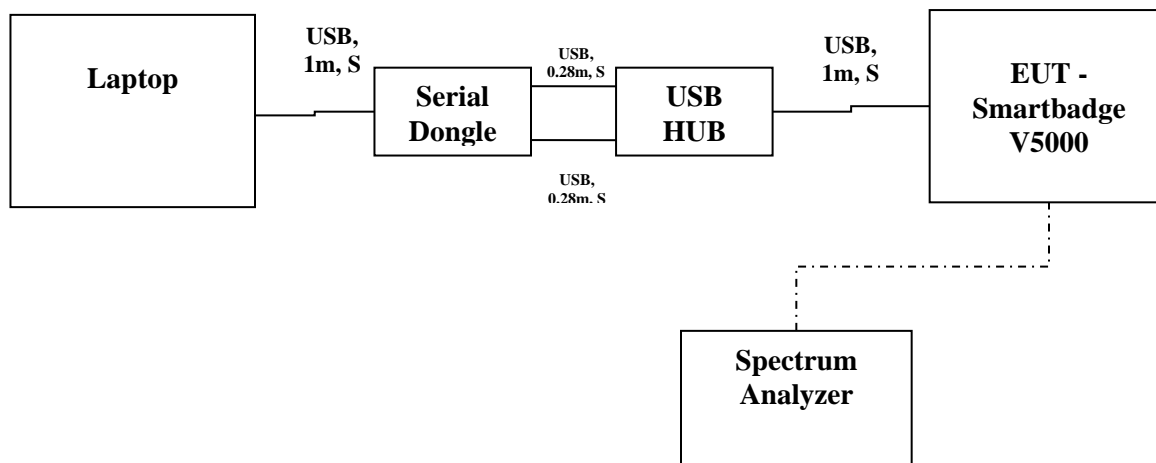 Laptop
USB,
1m, S
Serial
Dongle
USB,
0.28m, S
USB,
0.28m, S
USB
HUB
USB,
1m, S
EUT -
Smartbadge
V5000
Spectrum
Analyzer